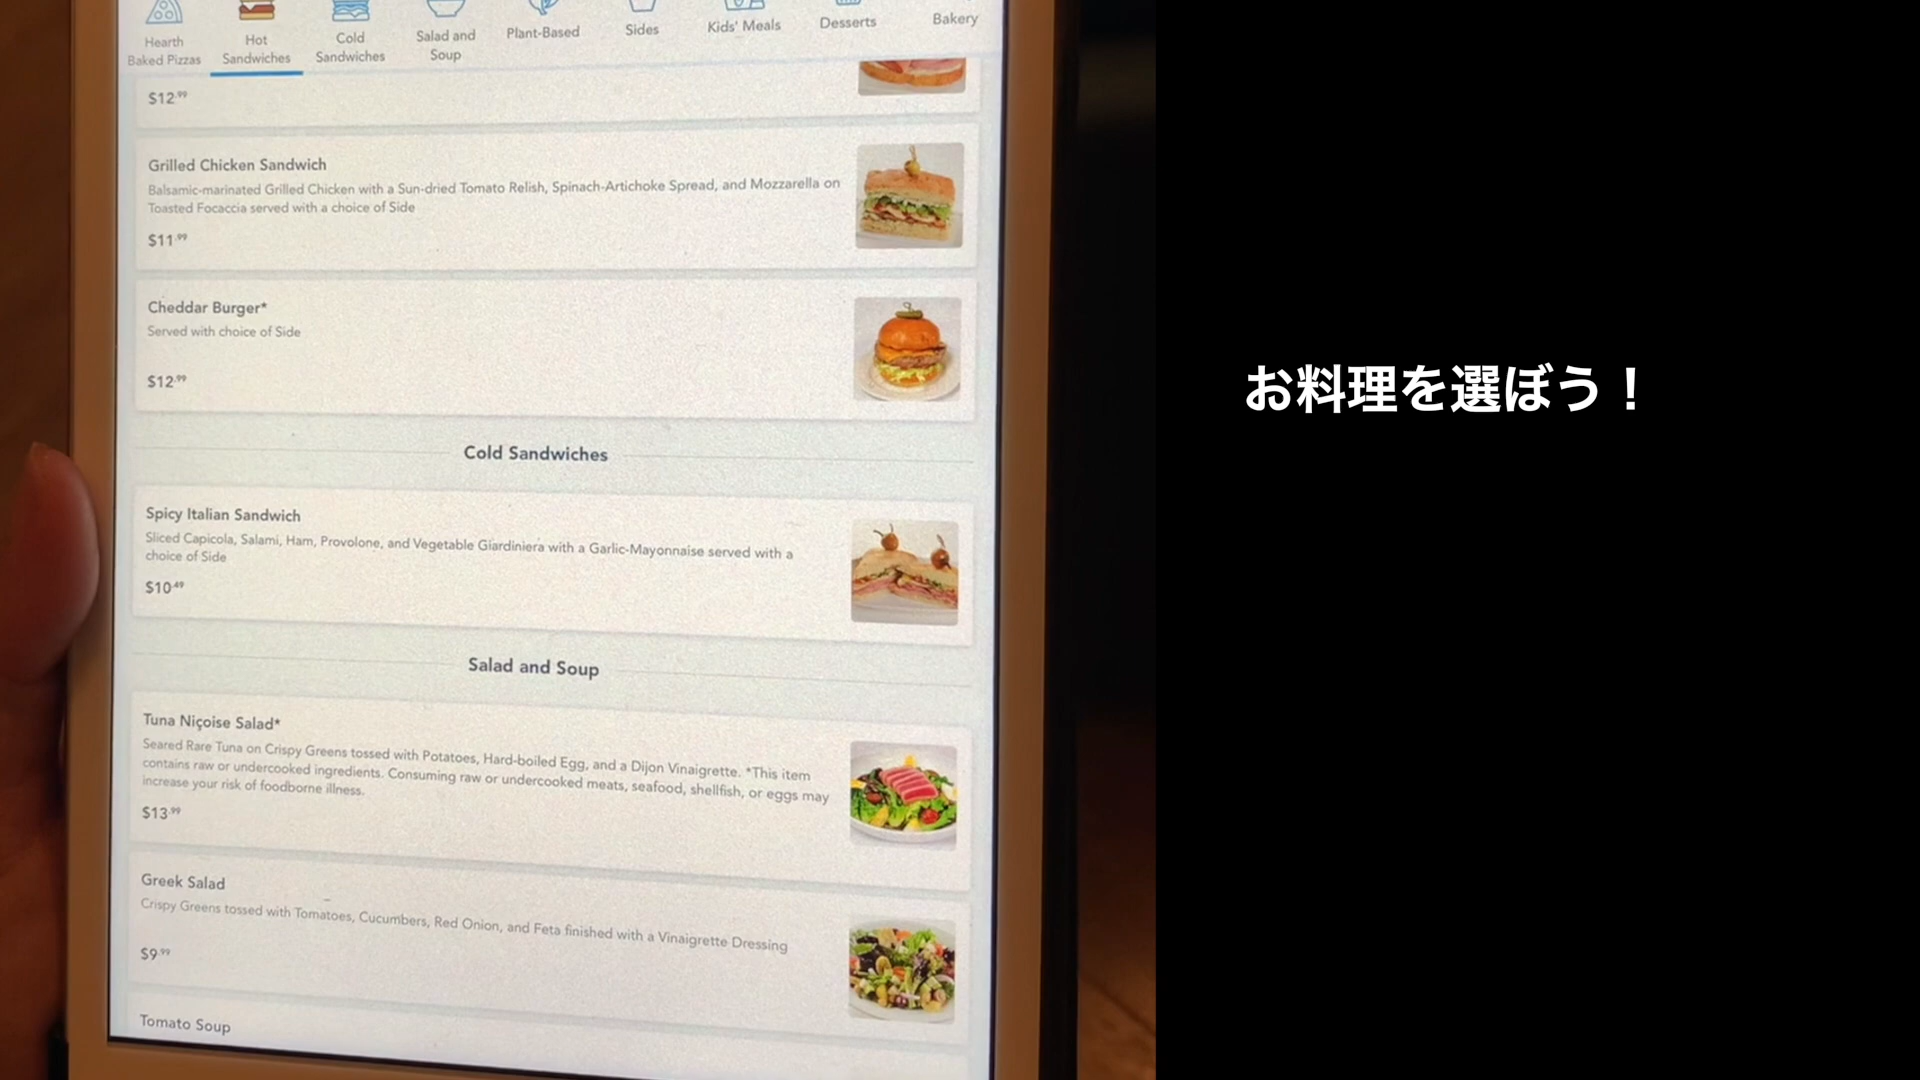 Hearth
Baked Pizzas
Hot
Sandwiches
Cold
Sandwiches
Salad and
Soup
Plant-Based
Sides
Kids' Meals
Desserts
Bakery
$12.99
Grilled Chicken Sandwich
Balsamic-marinated Grilled Chicken with a Sun-dried Tomato Relish, Spinach-Artichoke Spread, and Mozzarella on
Toasted Focaccia served with a choice of Side
$11.99
Cheddar Burger*
Served with choice of Side
$12.99
Cold Sandwiches
Spicy Italian Sandwich
Sliced Capicola, Salami, Ham, Provolone, and Vegetable Giardiniera with a Garlic-Mayonnaise served with a
choice of Side
$10.49
Salad and Soup
Tuna Niçoise Salad*
Seared Rare Tuna on Crispy Greens tossed with Potatoes, Hard-boiled Egg, and a Dijon Vinaigrette. *This item
contains raw or undercooked ingredients. Consuming raw or undercooked meats, seafood, shellfish, or eggs may
increase your risk of foodborne illness.
$13.99
Greek Salad
Crispy Greens tossed with Tomatoes, Cucumbers, Red Onion, and Feta finished with a Vinaigrette Dressing
$9.99
Tomato Soup
お料理を選ぼう！